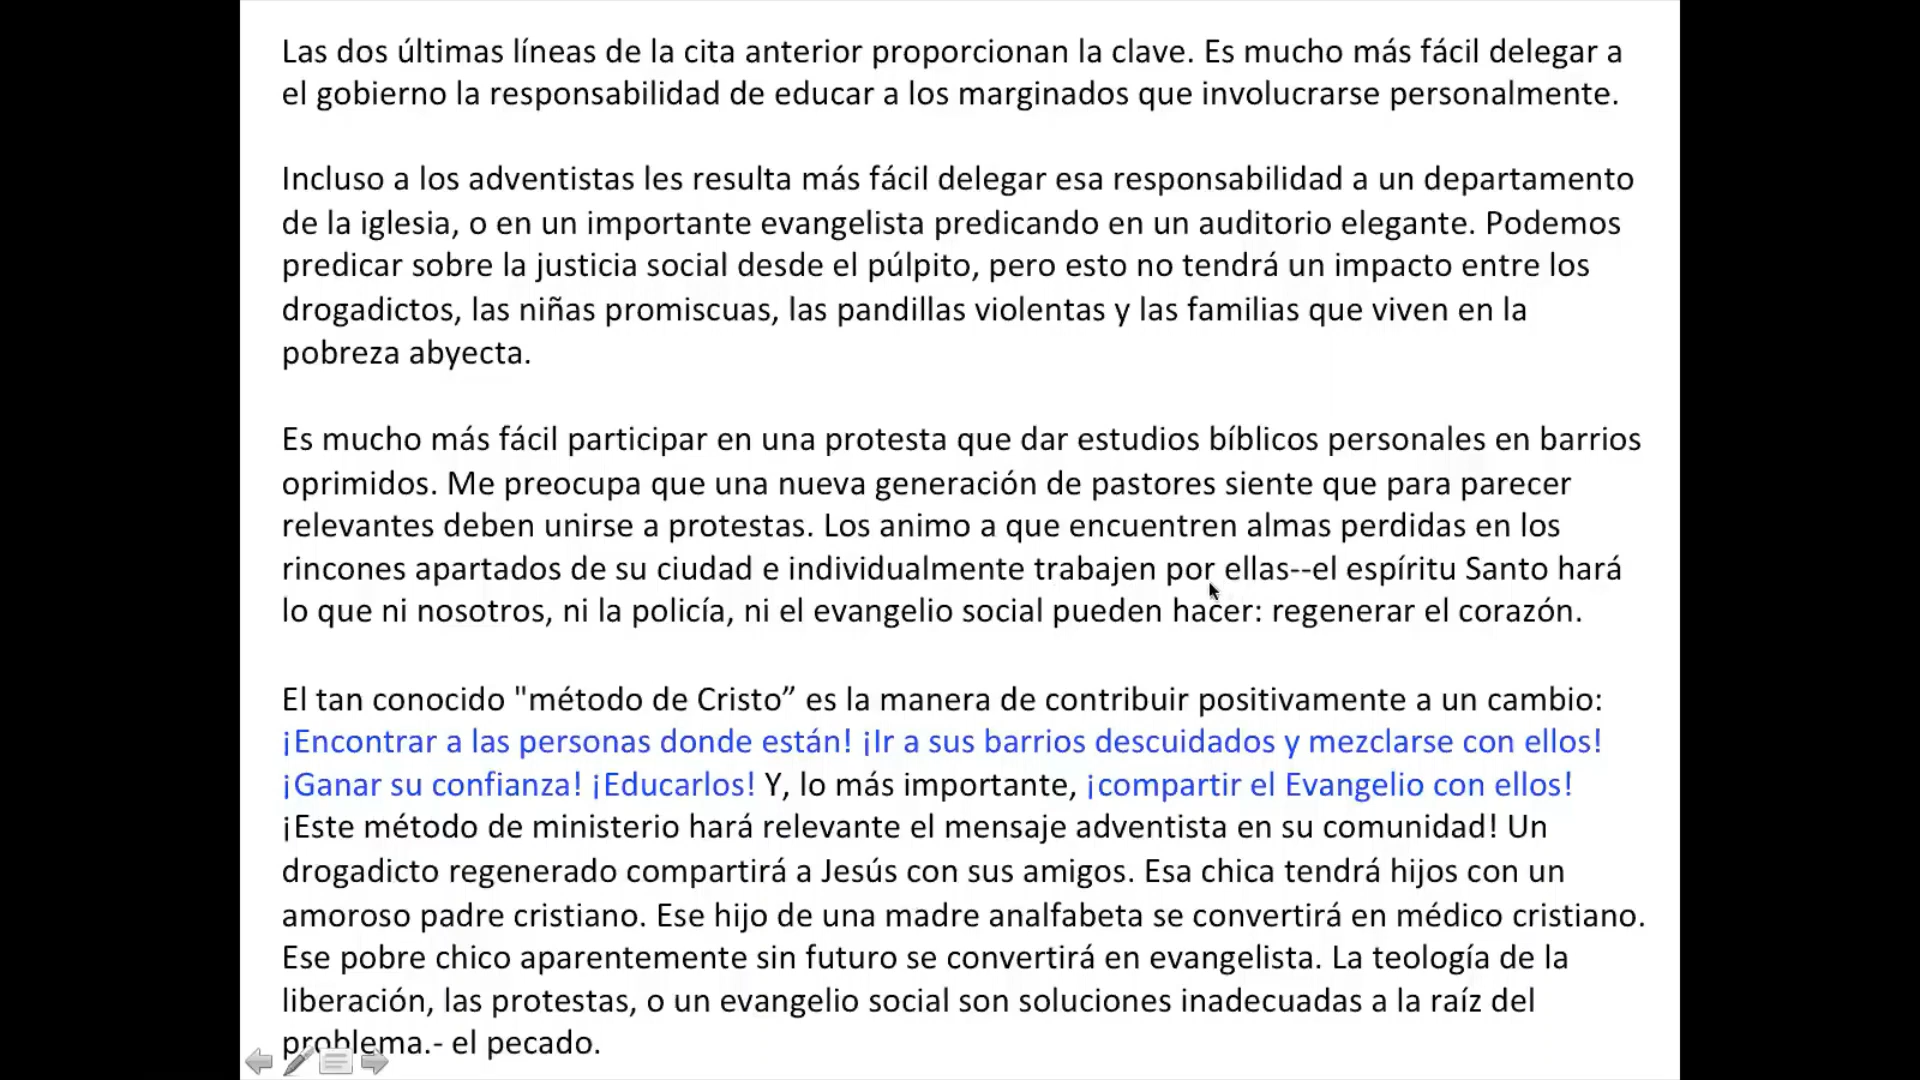 Las dos últimas líneas de la cita anterior proporcionan la clave. Es mucho más fácil delegar a
el gobierno la responsabilidad de educar a los marginados que involucrarse personalmente.
Incluso a los adventistas les resulta más fácil delegar esa responsabilidad a un departamento
de la iglesia, o en un importante evangelista predicando en un auditorio elegante. Podemos
predicar sobre la justicia social desde el púlpito, pero esto no tendrá un impacto entre los
drogadictos, las niñas promiscuas, las pandillas violentas y las familias que viven en la
pobreza abyecta.
Es mucho más fácil participar en una protesta que dar estudios bíblicos personales en barrios
oprimidos. Me preocupa que una nueva generación de pastores siente que para parecer
relevantes deben unirse a protestas. Los animo a que encuentren almas perdidas en los
rincones apartados de su ciudad e individualmente trabajen por ellas--el espíritu Santo hará
lo que ni nosotros, ni la policía, ni el evangelio social pueden hacer: regenerar el corazón.
El tan conocido "método de Cristo” es la manera de contribuir positivamente a un cambio:
¡Encontrar a las personas donde están! ¡Ir a sus barrios descuidados y mezclarse con ellos!
¡Ganar su confianza! ¡Educarlos! Y, lo más importante, ¡compartir el Evangelio con ellos!
¡Este método de ministerio hará relevante el mensaje adventista en su comunidad! Un
drogadicto regenerado compartirá a Jesús con sus amigos. Esa chica tendrá hijos con un
amoroso padre cristiano. Ese hijo de una madre analfabeta se convertirá en médico cristiano.
Ese pobre chico aparentemente sin futuro se convertirá en evangelista. La teología de la
liberación, las protestas, o un evangelio social son soluciones inadecuadas a la raíz del
problema.- el pecado.